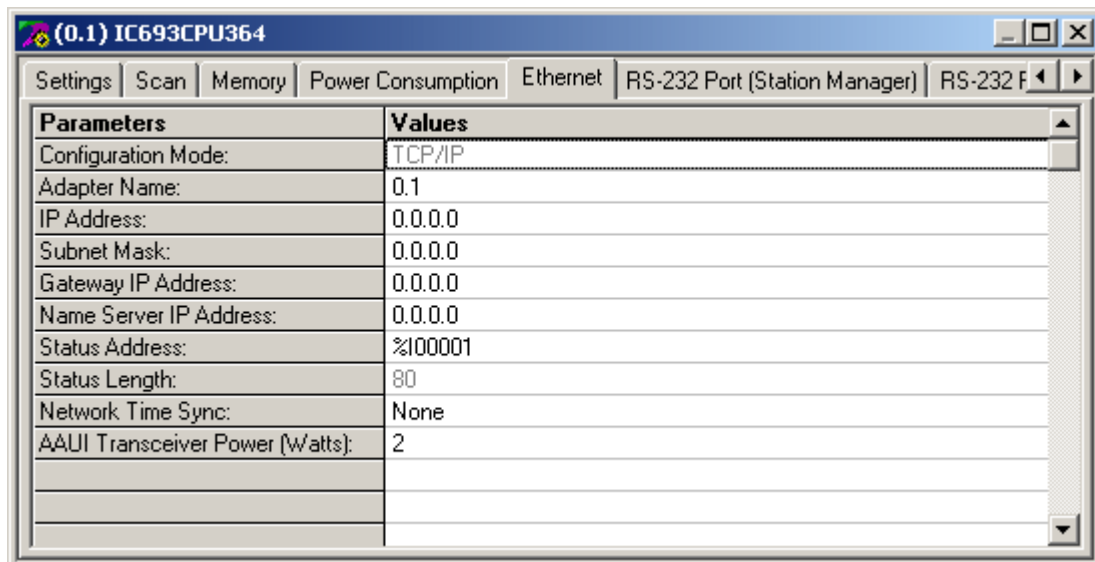 (0.1) IC693CPU364
Settings Scan Memory Power Consumption Ethernet RS-232 Port (Station Manager) RS-232
Parameters Values
Configuration Mode: TCP/IP
Adapter Name: 0.1
IP Address: 0.0.0.0
Subnet Mask: 0.0.0.0
Gateway IP Address: 0.0.0.0
Name Server IP Address: 0.0.0.0
Status Address: %I00001
Status Length: 80
Network Time Sync: None
AAUI Transceiver Power (Watts): 2